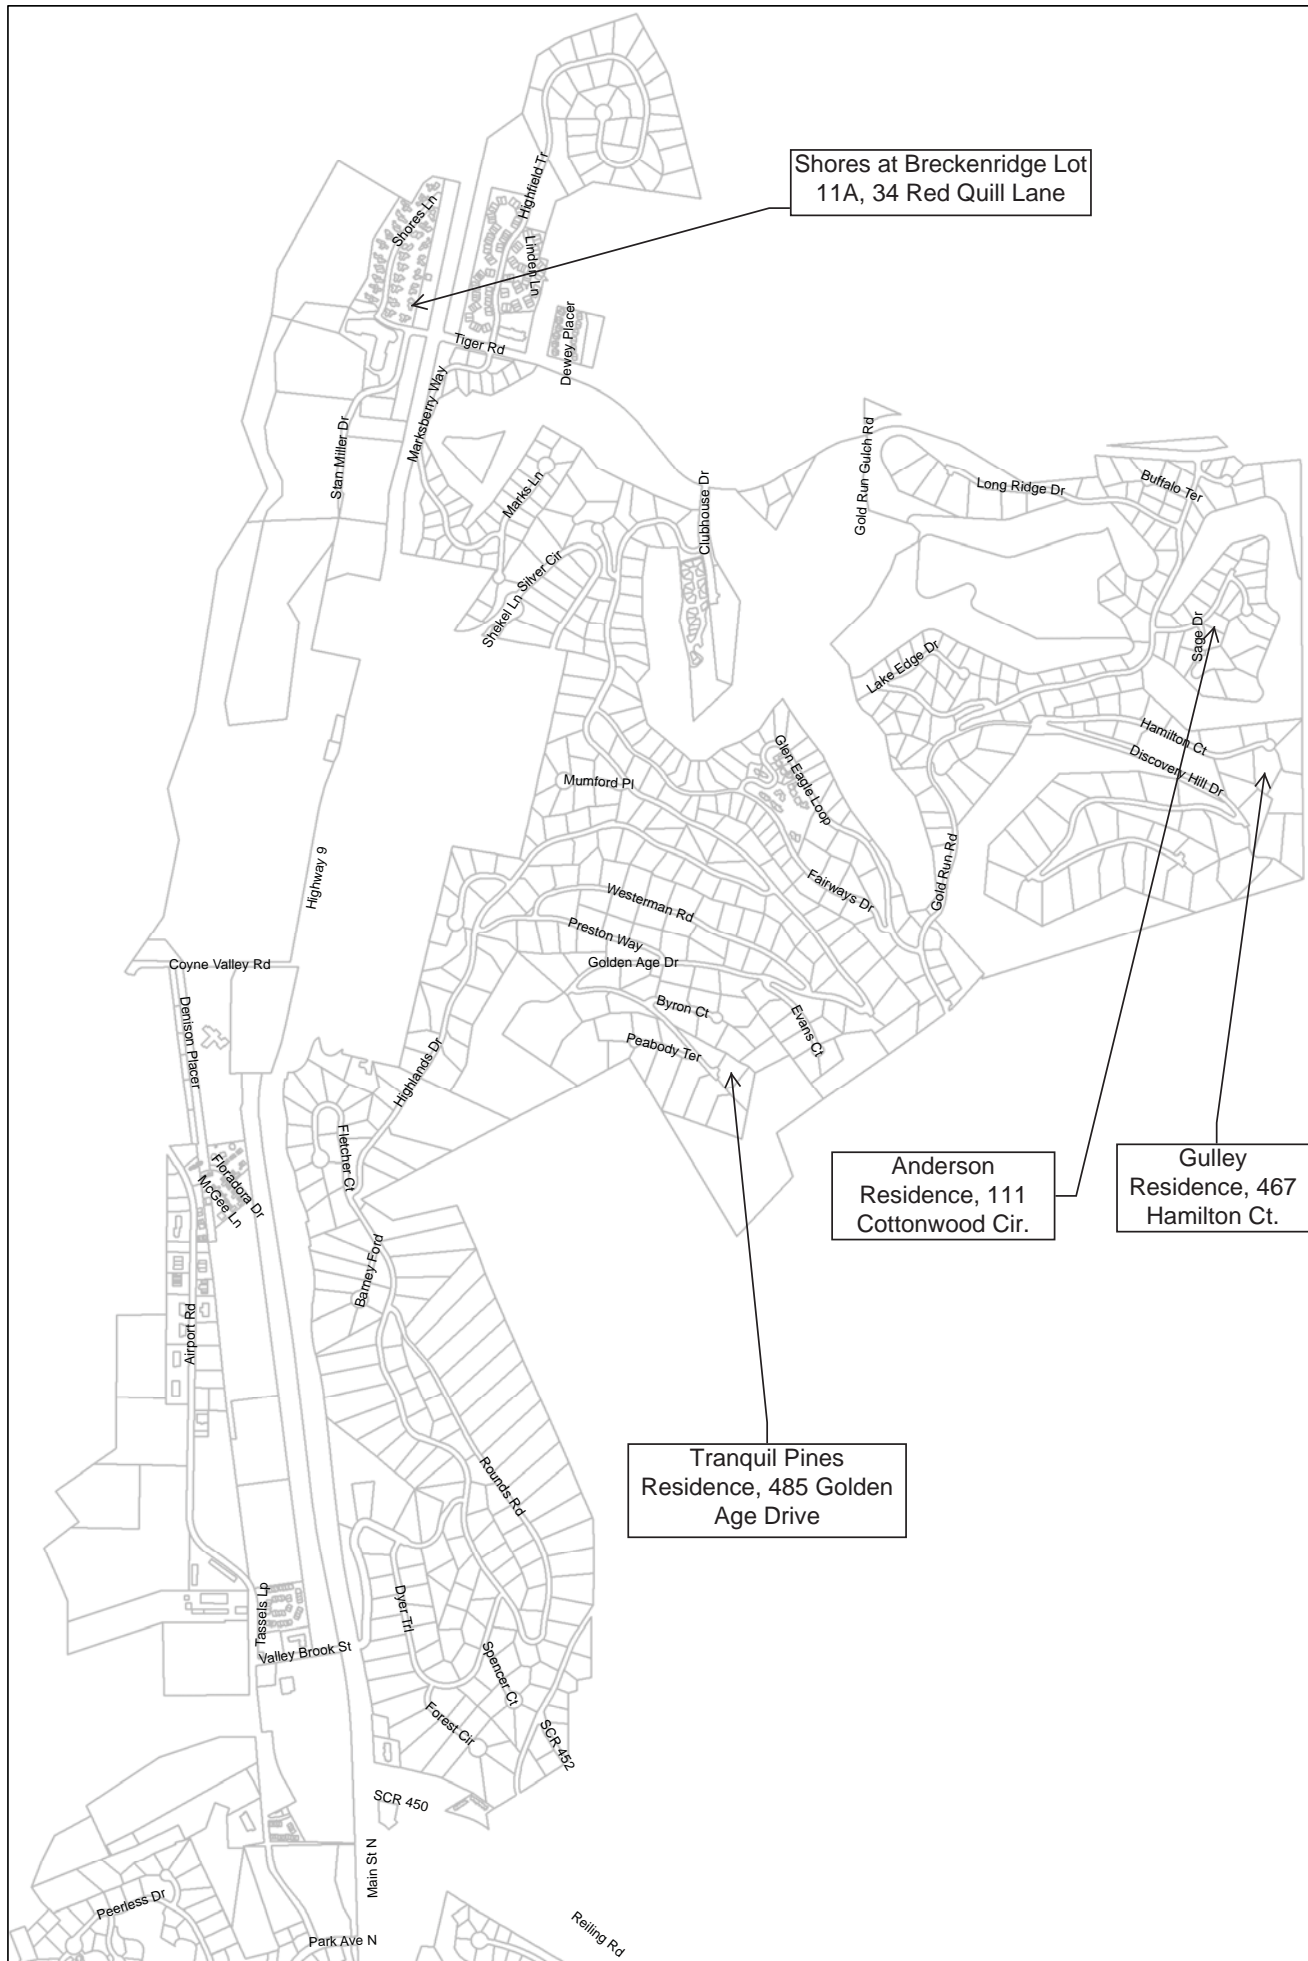 Shores at Breckenridge Lot
11A, 34 Red Quill Lane
Highfield Tr
Shores Ln
Linden Ln
Dewey Placer
Tiger Rd
Marksberry Way
Stan Miller Dr
Gold Run Gulch Rd
Long Ridge Dr
Buffalo Ter
Marks Ln
Clubhouse Dr
Silver Cir
Shekel Ln
Sage Dr
Lake Edge Dr
Hamilton Ct
Discovery Hill Dr
Glen Eagle Loop
Mumford Pl
Highway 9
Gold Run Rd
Fairways Dr
Westerman Rd
Preston Way
Golden Age Dr
Coyne Valley Rd
Denison Placer
Byron Ct
Evans Ct
Peabody Ter
Highlands Dr
Fletcher Ct
Floradora Dr
McGee Ln
Anderson
Residence, 111
Cottonwood Cir.
Gulley
Residence, 467
Hamilton Ct.
Barney Ford
Airport Rd
Tranquil Pines
Residence, 485 Golden
Age Drive
Rounds Rd
Dyer Trl
Tassels Lp
Valley Brook St
Spencer Ct
Forest Cir
SCR 452
SCR 450
Main St N
Peerless Dr
Park Ave N
Reiling Rd